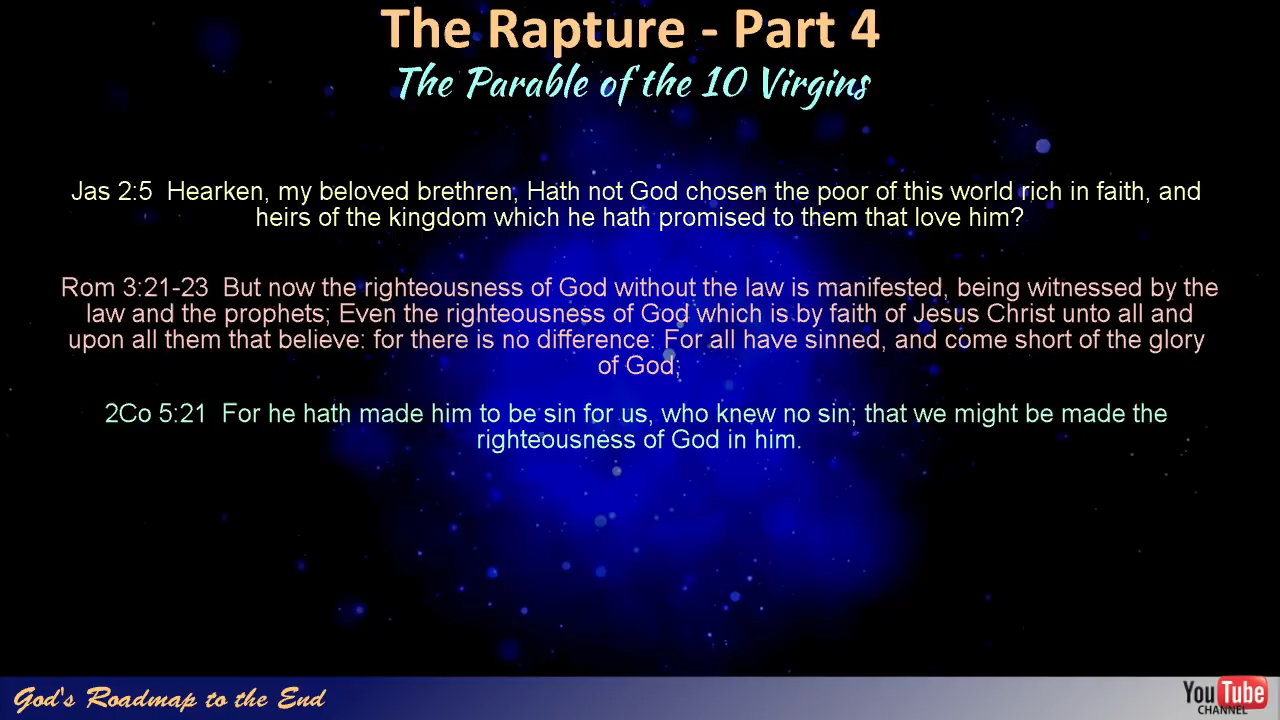 The Rapture - Part 4
The Parable of the 10 Virgins
Jas 2:5  Hearken, my beloved brethren; Hath not God chosen the poor of this world rich in faith, and
heirs of the kingdom which he hath promised to them that love him?
Rom 3:21-23  But now the righteousness of God without the law is manifested, being witnessed by the
law and the prophets; Even the righteousness of God which is by faith of Jesus Christ unto all and
upon all them that believe: for there is no difference: For all have sinned, and come short of the glory
of God;
2Co 5:21  For he hath made him to be sin for us, who knew no sin; that we might be made the
righteousness of God in him.
God's Roadmap to the End
YouTube
CHANNEL